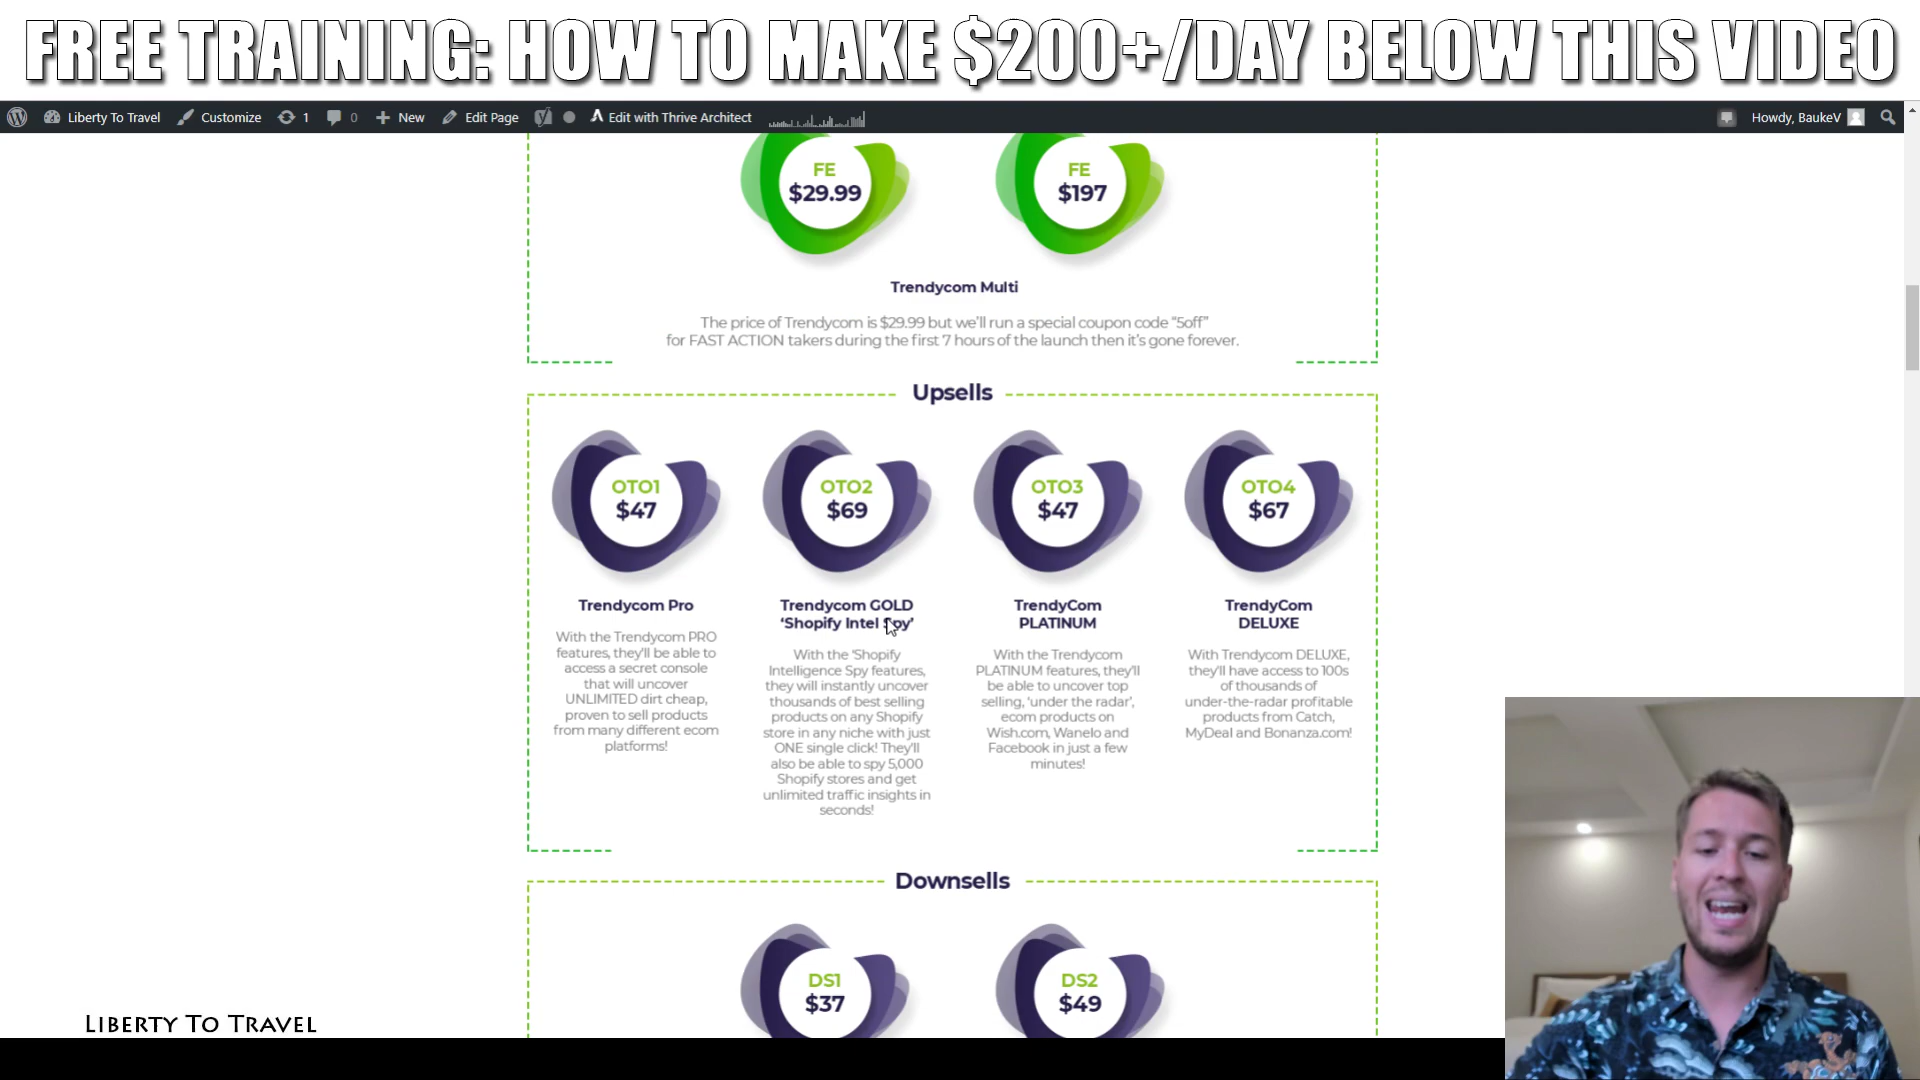 FREE TRAINING: HOW TO MAKE $200+/DAY BELOW THIS VIDEO
Liberty To Travel Customize 1 0 New Edit Page Edit with Thrive Architect Howdy, BaukeV
FE
$29.99
FE
$197
Trendycom Multi
The price of Trendycom is $29.99 but we'll run a special coupon code "5off"
for FAST ACTION takers during the first 7 hours of the launch then it's gone forever.
Upsells
OTO1
$47
Trendycom Pro
With the Trendycom PRO
features, they'll be able to
access a secret console
that will uncover
UNLIMITED dirt cheap,
proven to sell products
from many different ecom
platforms!
OTO2
$69
Trendycom GOLD
'Shopify Intel Spy'
With the 'Shopify
Intelligence Spy features,
they will instantly uncover
thousands of best selling
products on any Shopify
store in any niche with just
ONE single click! They'll
also be able to spy 5,000
Shopify stores and get
unlimited traffic insights in
seconds!
OTO3
$47
TrendyCom
PLATINUM
With the Trendycom
PLATINUM features, they'll
be able to uncover top
selling, 'under the radar',
ecom products on
Wish.com, Wanelo and
Facebook in just a few
minutes!
OTO4
$67
TrendyCom
DELUXE
With Trendycom DELUXE,
they'll have access to 100s
of thousands of
under-the-radar profitable
products from Catch,
MyDeal and Bonanza.com!
Downsells
DS1
$37
DS2
$49
LIBERTY TO TRAVEL